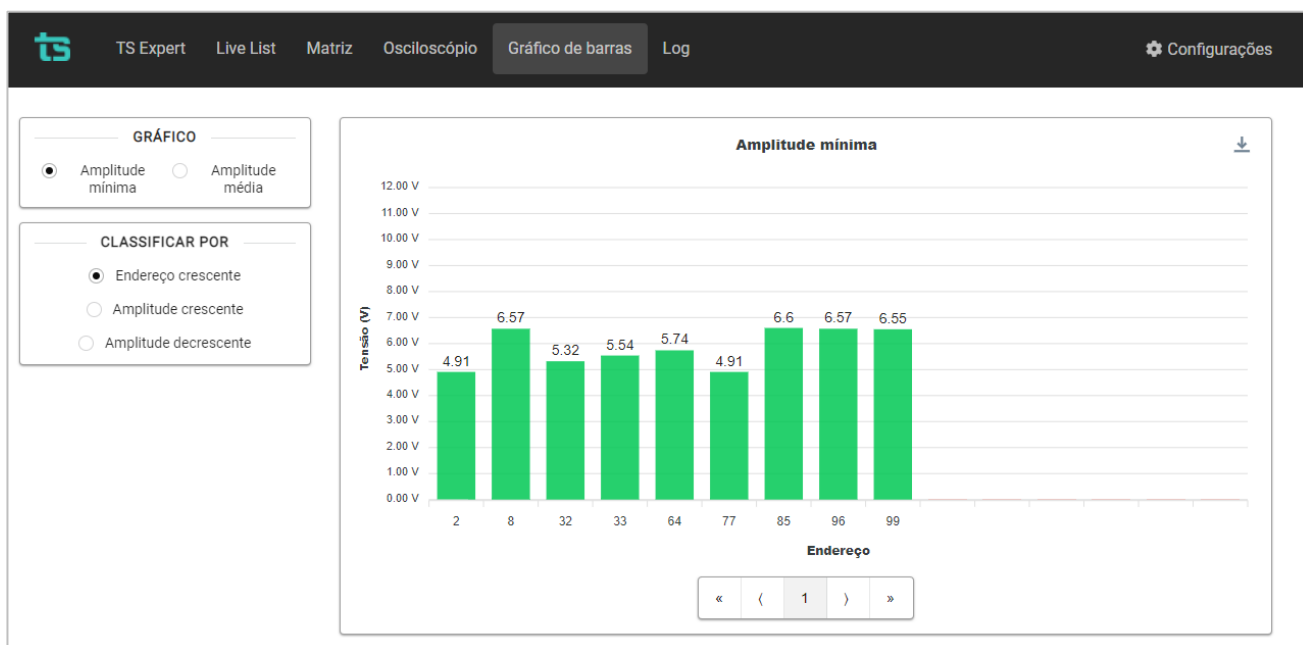 ts TS Expert Live List Matriz Osciloscópio Gráfico de barras Log Configurações
GRÁFICO
Amplitude mínima
Amplitude média
CLASSIFICAR POR
Endereço crescente
Amplitude crescente
Amplitude decrescente
Amplitude mínima
Tensão (V)
12.00 V
11.00 V
10.00 V
9.00 V
8.00 V
7.00 V
6.00 V
5.00 V
4.00 V
3.00 V
2.00 V
1.00 V
0.00 V
4.91 6.57 5.32 5.54 5.74 4.91 6.6 6.57 6.55
2 8 32 33 64 77 85 96 99
Endereço
« ⟨ 1 ⟩ »